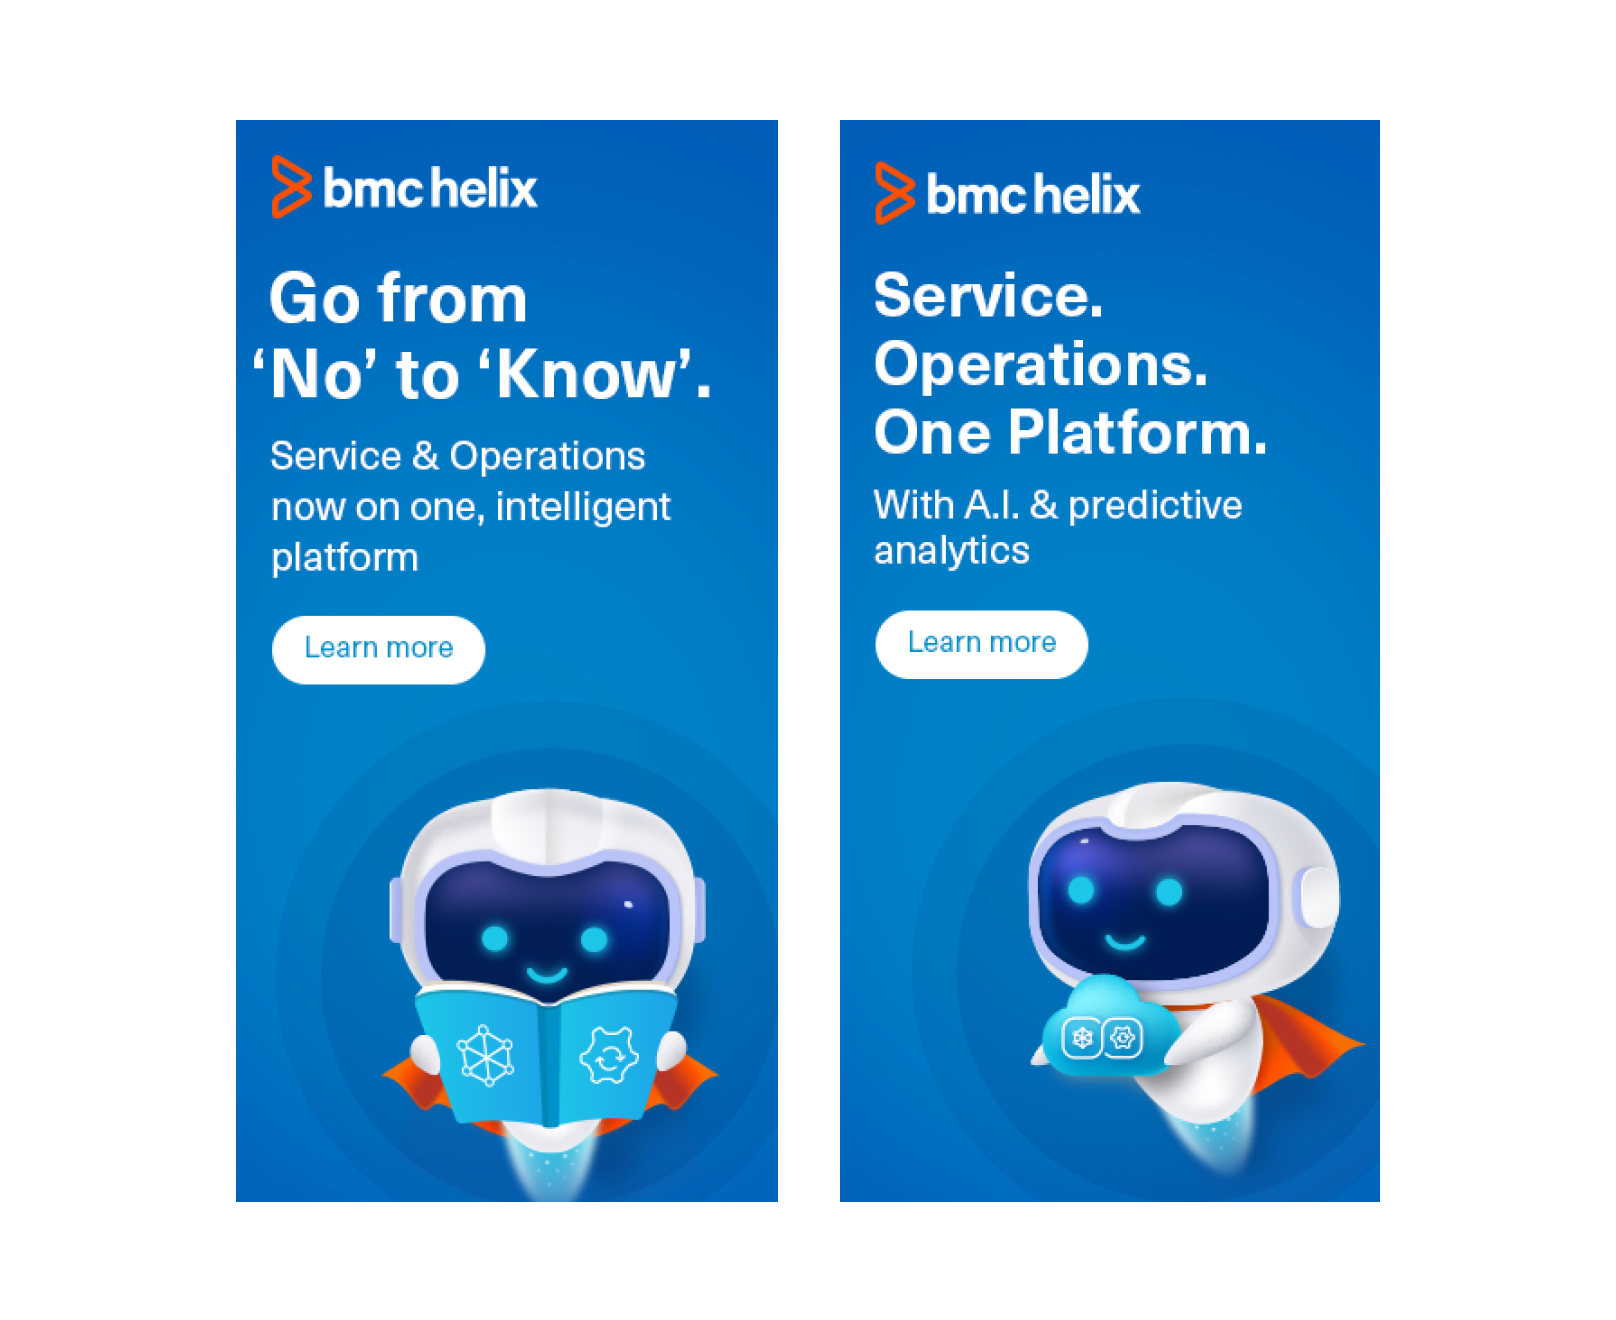 bmc helix
Go from
‘No’ to ‘Know’.
Service & Operations
now on one, intelligent
platform
Learn more
bmc helix
Service.
Operations.
One Platform.
With A.I. & predictive
analytics
Learn more